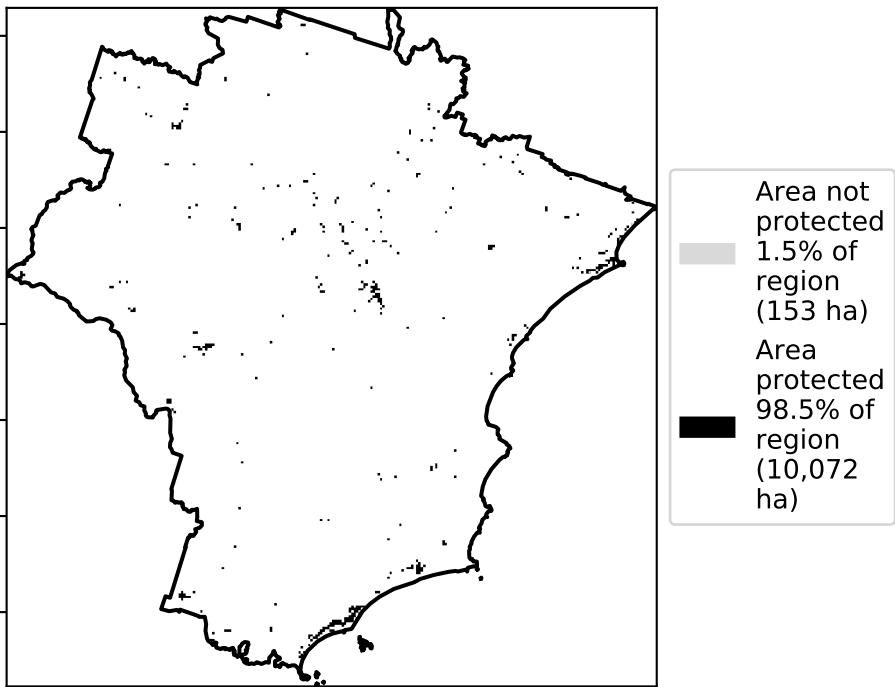 Area not
protected
1.5% of
region
(153 ha)
Area
protected
98.5% of
region
(10,072
ha)